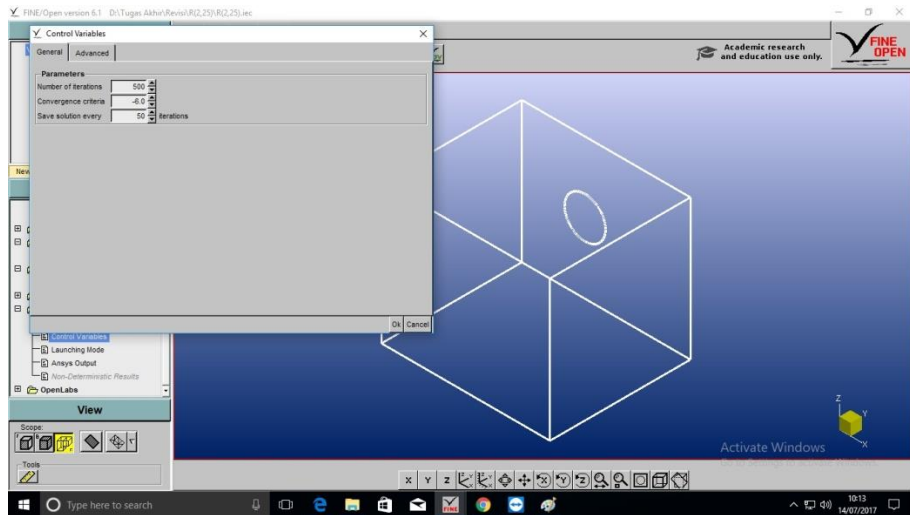 FINE/Open version 6.1 D:\Tugas Akhir\Revisi\R(2,25)\R(2,25).iec
Control Variables
General Advanced
Parameters
Number of iterations 500
Convergence criteria -6.0
Save solution every 50 iterations
Ok Cancel
Academic research
and education use only.
FINE
OPEN
New
Control Variables
Launching Mode
Ansys Output
Non-Deterministic Results
OpenLabs
View
Scope:
Tools
X Y Z
Z
Y
X
Activate Windows
Type here to search
10:13
14/07/2017